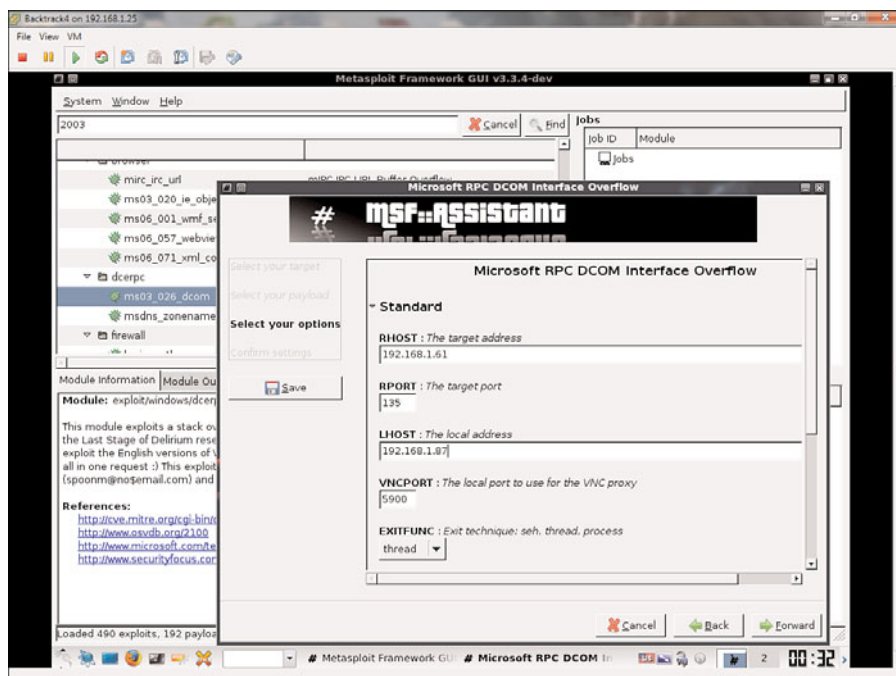 Backtrack4 on 192.168.1.25
File View VM
Metasploit Framework GUI v3.3.4-dev
System Window Help
2003
Cancel
Find
Jobs
Job ID Module
Jobs
browser
mirc_irc_url mIRC IRC URL Buffer Overflow
ms03_020_ie_obje
ms06_001_wmf_se
ms06_057_webvie
ms06_071_xml_co
dcerpc
ms03_026_dcom
msdns_zonename
firewall
Module Information Module Ou
Module: exploit/windows/dcerp
This module exploits a stack ov
the Last Stage of Delirium rese
exploit the English versions of
all in one request :) This exploit
(spoonm@no$email.com) and
References:
http://cve.mitre.org/cgi-bin/c
http://www.osvdb.org/2100
http://www.microsoft.com/te
http://www.securityfocus.cor
Loaded 490 exploits, 192 payloa
Microsoft RPC DCOM Interface Overflow
# MSF::Assistant
Select your target
Select your payload
Select your options
Confirm settings
Save
Microsoft RPC DCOM Interface Overflow
Standard
RHOST : The target address
192.168.1.61
RPORT : The target port
135
LHOST : The local address
192.168.1.87
VNCPORT : The local port to use for the VNC proxy
5900
EXITFUNC : Exit technique: seh, thread, process
thread
Cancel
Back
Forward
# Metasploit Framework GU
# Microsoft RPC DCOM In
2
00:32